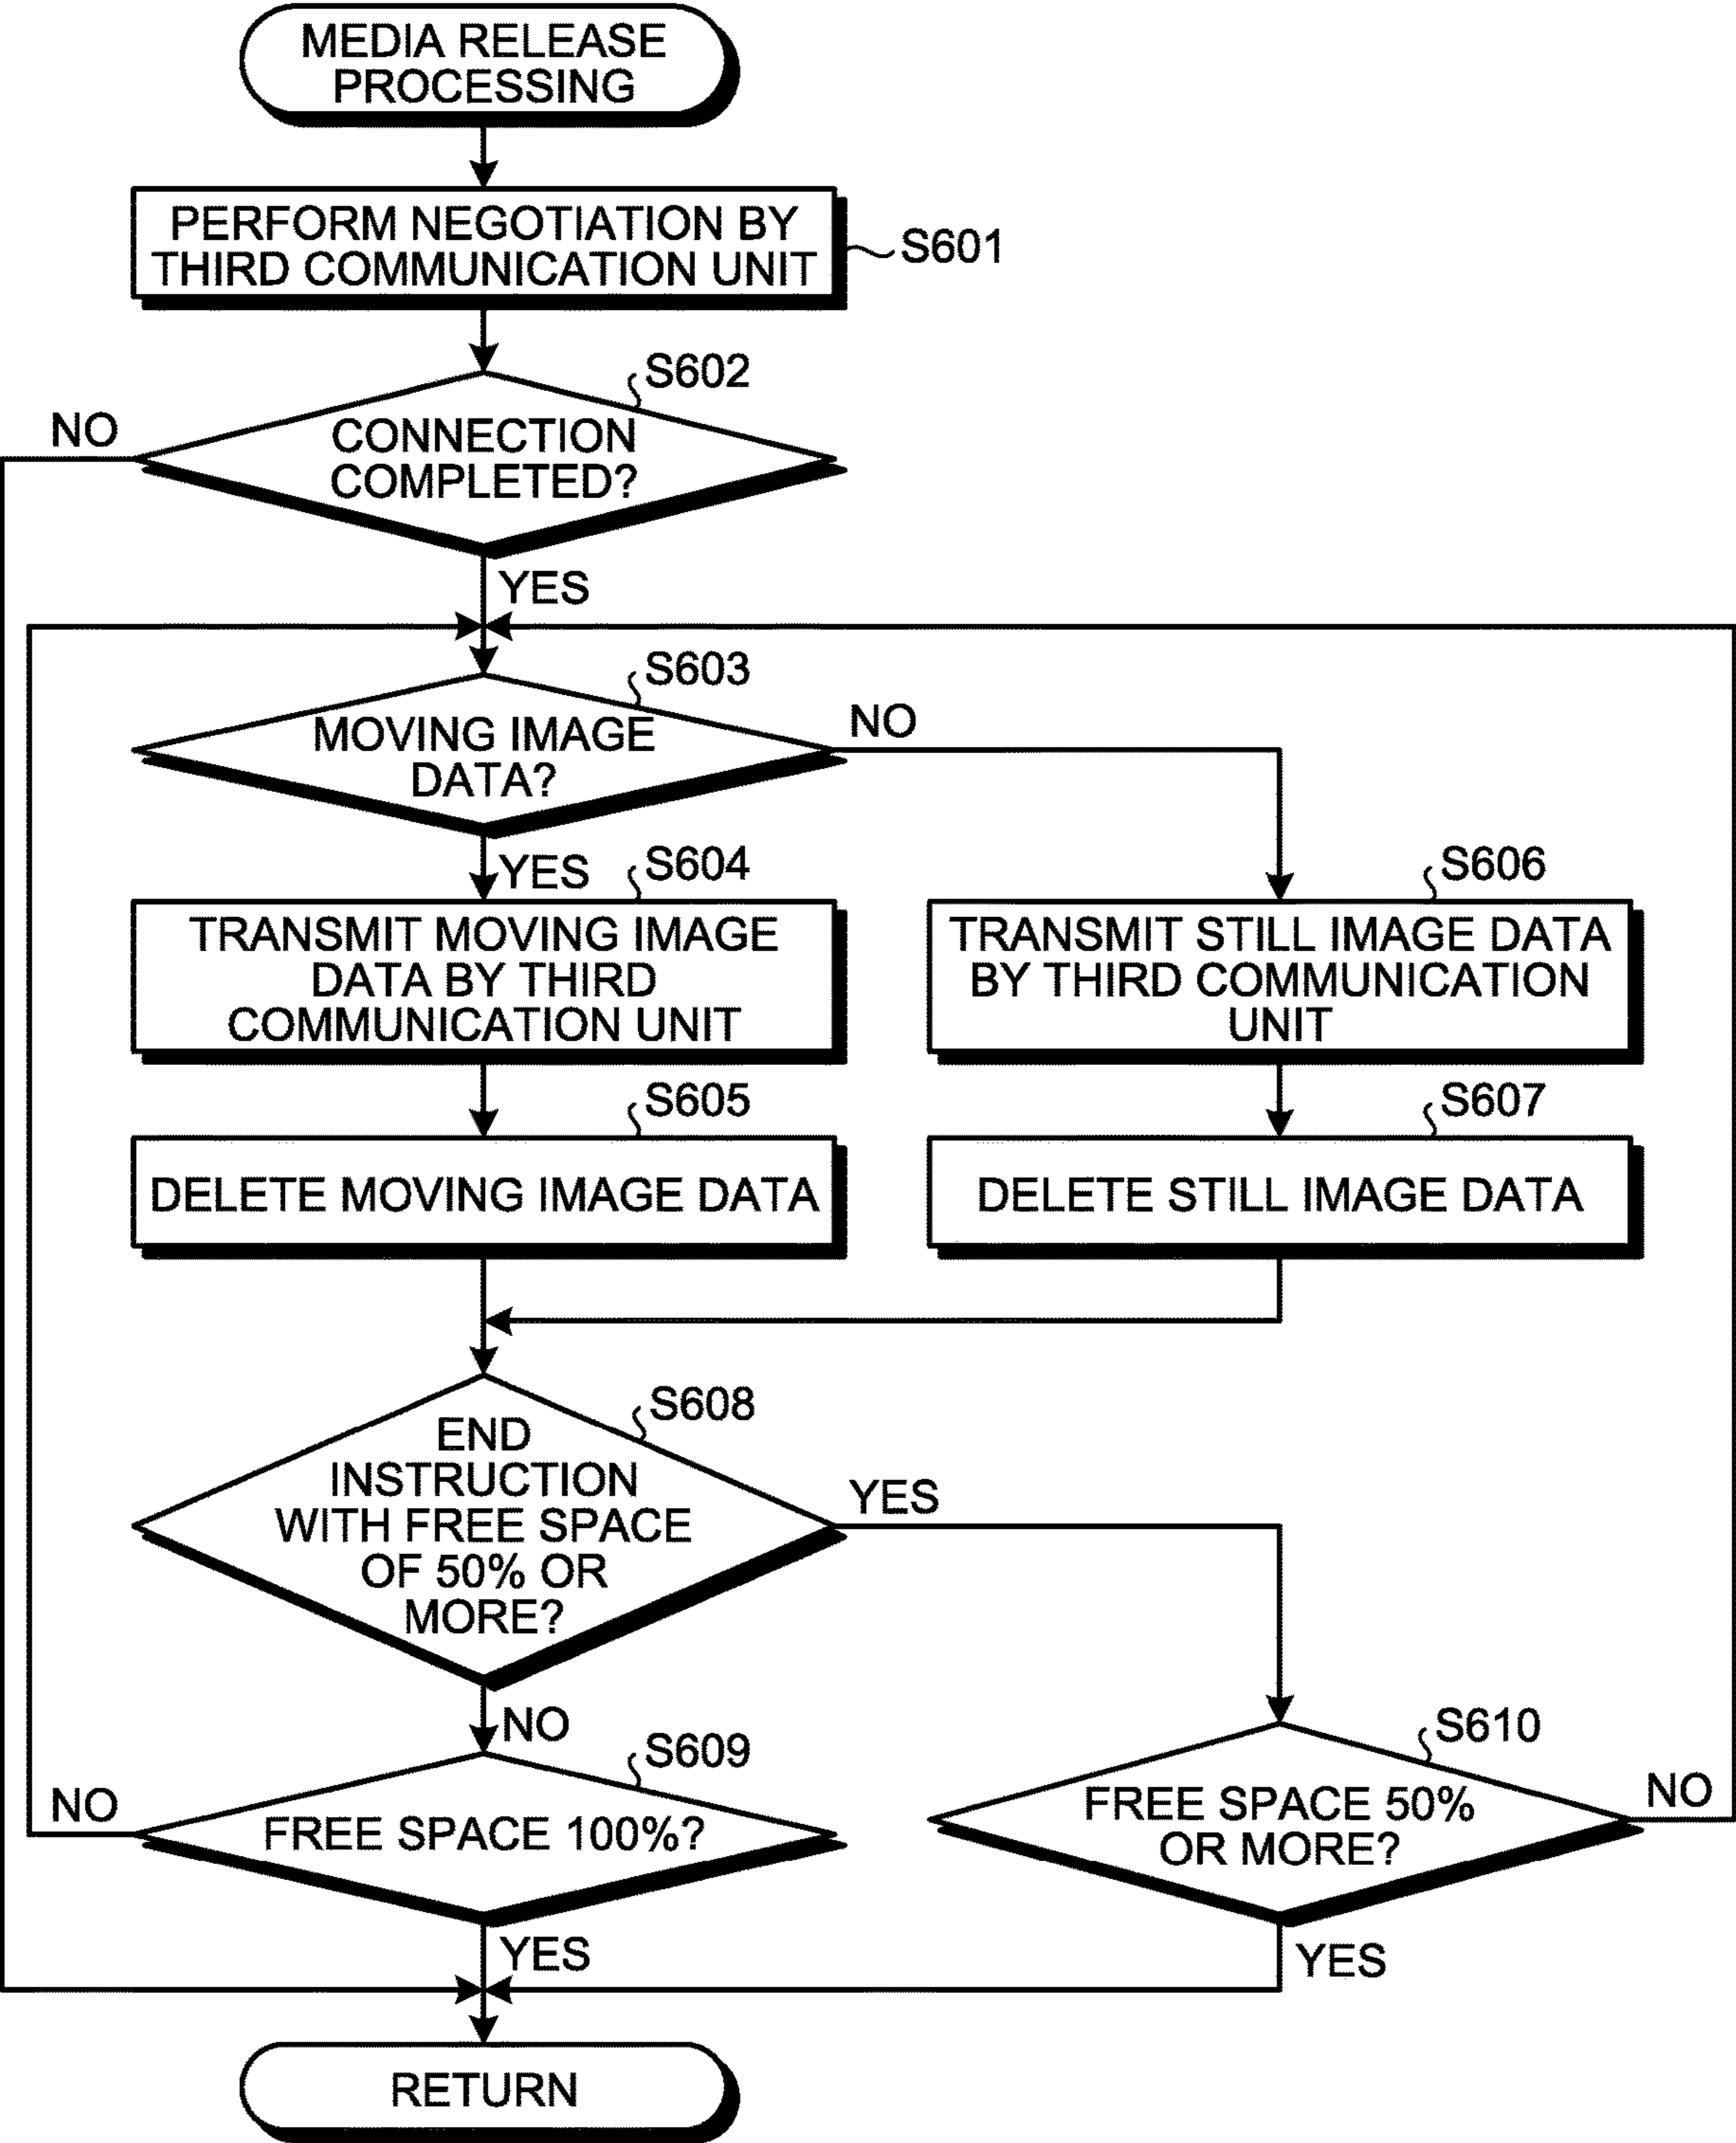 MEDIA RELEASE
PROCESSING
PERFORM NEGOTIATION BY
THIRD COMMUNICATION UNIT
S601
S602
NO
CONNECTION
COMPLETED?
YES
S603
MOVING IMAGE
DATA?
NO
YES
S604
TRANSMIT MOVING IMAGE
DATA BY THIRD
COMMUNICATION UNIT
S606
TRANSMIT STILL IMAGE DATA
BY THIRD COMMUNICATION
UNIT
S605
DELETE MOVING IMAGE DATA
S607
DELETE STILL IMAGE DATA
S608
END
INSTRUCTION
WITH FREE SPACE
OF 50% OR
MORE?
YES
NO
S609
NO
FREE SPACE 100%?
YES
S610
FREE SPACE 50%
OR MORE?
NO
YES
RETURN